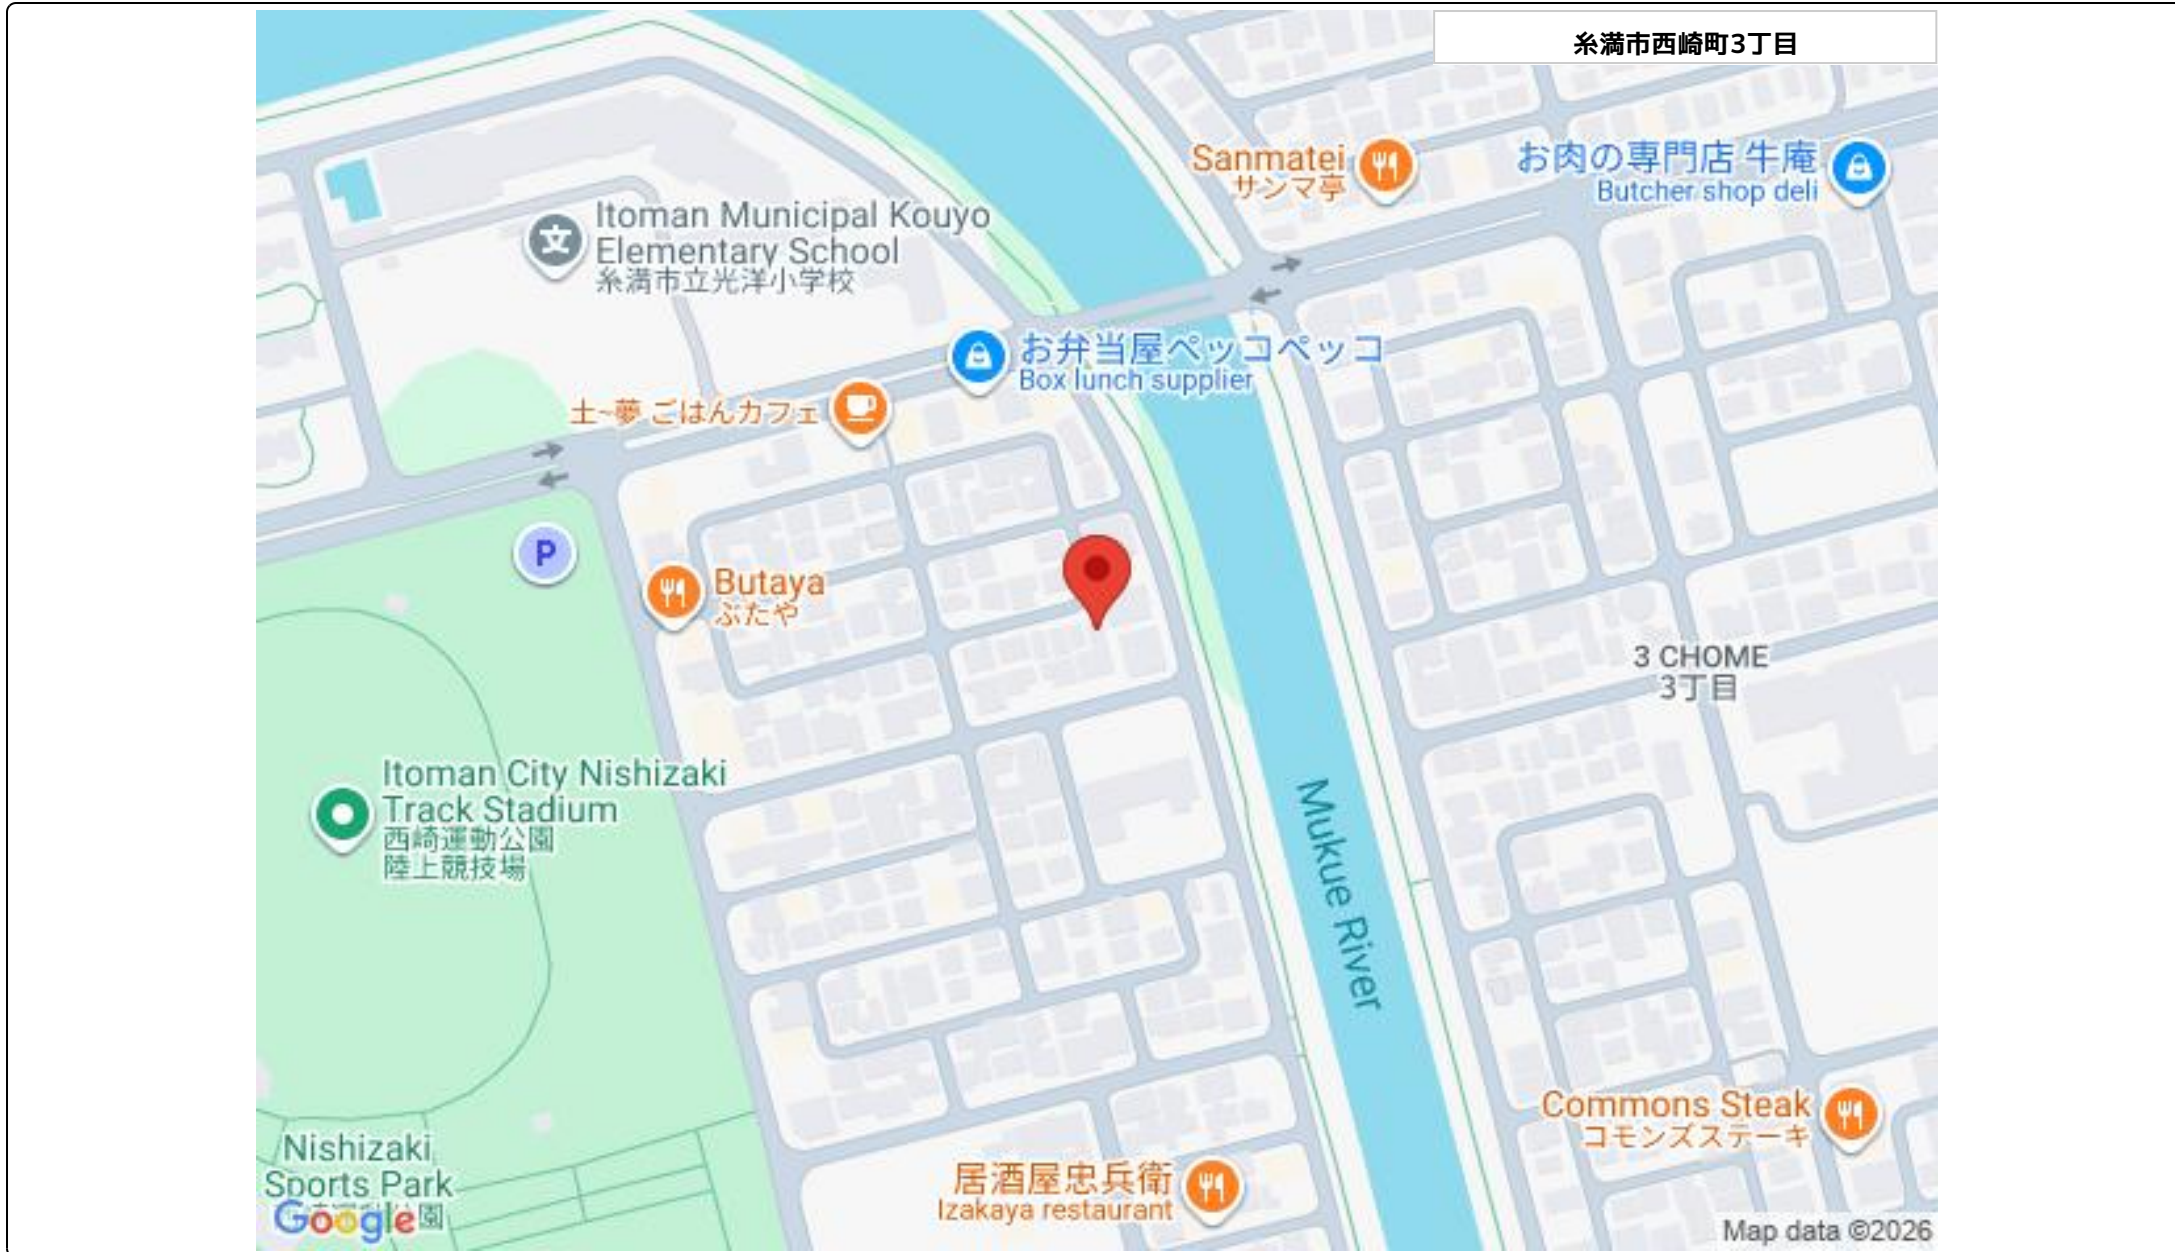 糸満市西崎町3丁目
Sanmatei
サンマ亭
お肉の専門店 牛庵
Butcher shop deli
Itoman Municipal Kouyo
Elementary School
糸満市立光洋小学校
お弁当屋ペッコペッコ
Box lunch supplier
土~夢 ごはんカフェ
P
Butaya
ぶたや
3 CHOME
3丁目
Itoman City Nishizaki
Track Stadium
西崎運動公園
陸上競技場
Mukue River
Commons Steak
コモンズステーキ
Nishizaki
Sports Park
園
Google
居酒屋忠兵衛
Izakaya restaurant
Map data ©2026